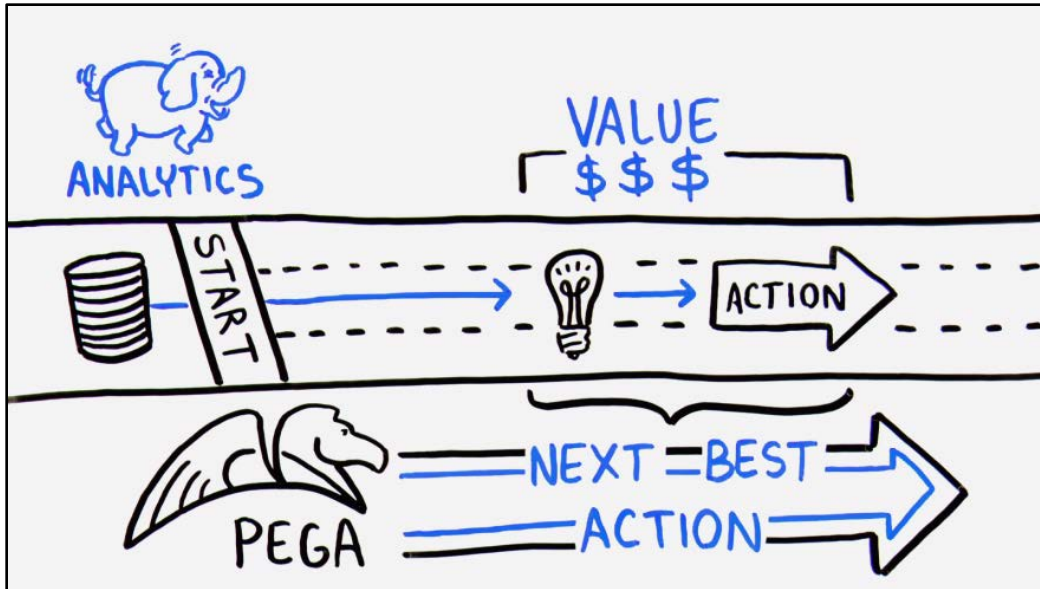 ANALYTICS
VALUE
$ $ $
START
ACTION
PEGA
NEXT BEST
ACTION